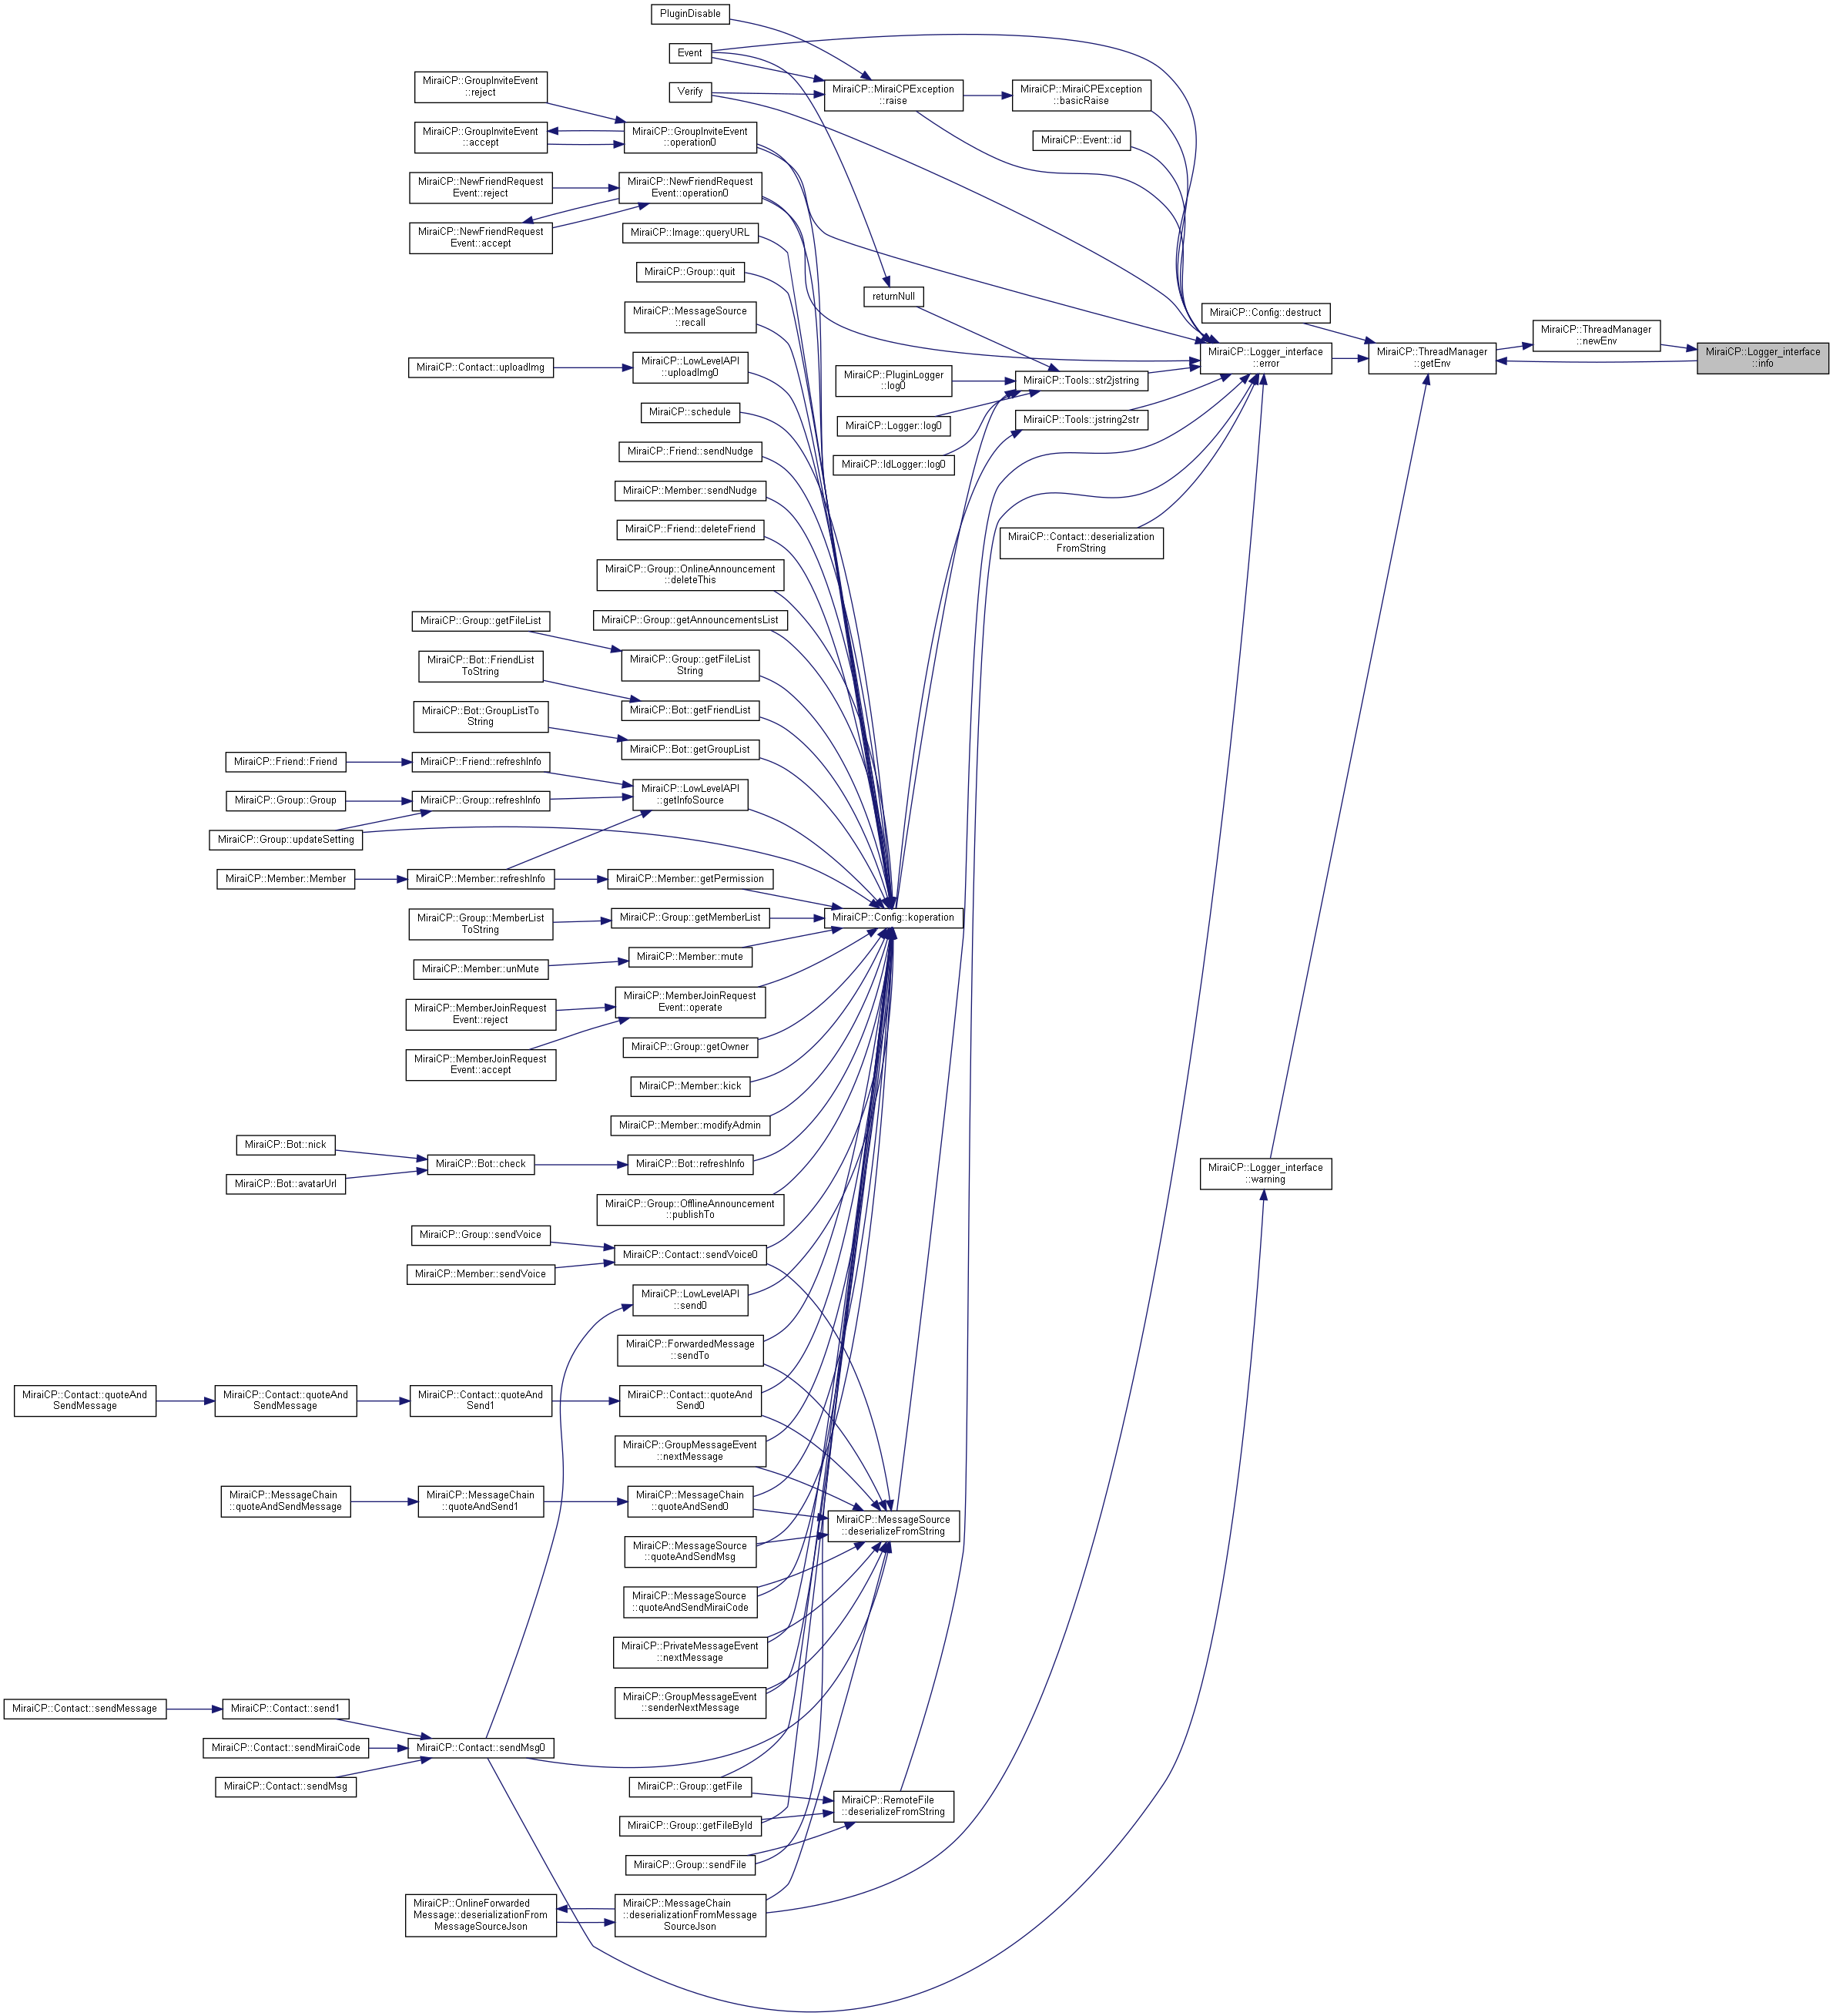 PluginDisable
Event
MiraiCP::GroupInviteEvent
::reject
Verify
MiraiCP::MiraiCPException
::raise
MiraiCP::MiraiCPException
::basicRaise
MiraiCP::GroupInviteEvent
::accept
MiraiCP::GroupInviteEvent
::operation0
MiraiCP::Event::id
MiraiCP::NewFriendRequest
Event::reject
MiraiCP::NewFriendRequest
Event::operation0
MiraiCP::NewFriendRequest
Event::accept
MiraiCP::Image::queryURL
MiraiCP::Group::quit
returnNull
MiraiCP::MessageSource
::recall
MiraiCP::Config::destruct
MiraiCP::ThreadManager
::newEnv
MiraiCP::Contact::uploadImg
MiraiCP::LowLevelAPI
::uploadImg0
MiraiCP::Logger_interface
::error
MiraiCP::ThreadManager
::getEnv
MiraiCP::Logger_interface
::info
MiraiCP::PluginLogger
::log0
MiraiCP::Tools::str2jstring
MiraiCP::schedule
MiraiCP::Logger::log0
MiraiCP::Tools::jstring2str
MiraiCP::Friend::sendNudge
MiraiCP::IdLogger::log0
MiraiCP::Member::sendNudge
MiraiCP::Friend::deleteFriend
MiraiCP::Contact::deserialization
FromString
MiraiCP::Group::OnlineAnnouncement
::deleteThis
MiraiCP::Group::getFileList
MiraiCP::Group::getAnnouncementsList
MiraiCP::Bot::FriendList
ToString
MiraiCP::Group::getFileList
String
MiraiCP::Bot::GroupListTo
String
MiraiCP::Bot::getFriendList
MiraiCP::Bot::getGroupList
MiraiCP::Friend::Friend
MiraiCP::Friend::refreshInfo
MiraiCP::LowLevelAPI
::getInfoSource
MiraiCP::Group::Group
MiraiCP::Group::refreshInfo
MiraiCP::Group::updateSetting
MiraiCP::Member::Member
MiraiCP::Member::refreshInfo
MiraiCP::Member::getPermission
MiraiCP::Group::MemberList
ToString
MiraiCP::Group::getMemberList
MiraiCP::Config::koperation
MiraiCP::Member::unMute
MiraiCP::Member::mute
MiraiCP::MemberJoinRequest
Event::reject
MiraiCP::MemberJoinRequest
Event::operate
MiraiCP::MemberJoinRequest
Event::accept
MiraiCP::Group::getOwner
MiraiCP::Member::kick
MiraiCP::Member::modifyAdmin
MiraiCP::Bot::nick
MiraiCP::Bot::check
MiraiCP::Bot::refreshInfo
MiraiCP::Logger_interface
::warning
MiraiCP::Bot::avatarUrl
MiraiCP::Group::OfflineAnnouncement
::publishTo
MiraiCP::Group::sendVoice
MiraiCP::Contact::sendVoice0
MiraiCP::Member::sendVoice
MiraiCP::LowLevelAPI
::send0
MiraiCP::ForwardedMessage
::sendTo
MiraiCP::Contact::quoteAnd
SendMessage
MiraiCP::Contact::quoteAnd
SendMessage
MiraiCP::Contact::quoteAnd
Send1
MiraiCP::Contact::quoteAnd
Send0
MiraiCP::GroupMessageEvent
::nextMessage
MiraiCP::MessageChain
::quoteAndSendMessage
MiraiCP::MessageChain
::quoteAndSend1
MiraiCP::MessageChain
::quoteAndSend0
MiraiCP::MessageSource
::deserializeFromString
MiraiCP::MessageSource
::quoteAndSendMsg
MiraiCP::MessageSource
::quoteAndSendMiraiCode
MiraiCP::PrivateMessageEvent
::nextMessage
MiraiCP::GroupMessageEvent
::senderNextMessage
MiraiCP::Contact::sendMessage
MiraiCP::Contact::send1
MiraiCP::Contact::sendMiraiCode
MiraiCP::Contact::sendMsg0
MiraiCP::Contact::sendMsg
MiraiCP::Group::getFile
MiraiCP::RemoteFile
::deserializeFromString
MiraiCP::Group::getFileById
MiraiCP::Group::sendFile
MiraiCP::OnlineForwarded
Message::deserializationFrom
MessageSourceJson
MiraiCP::MessageChain
::deserializationFromMessage
SourceJson